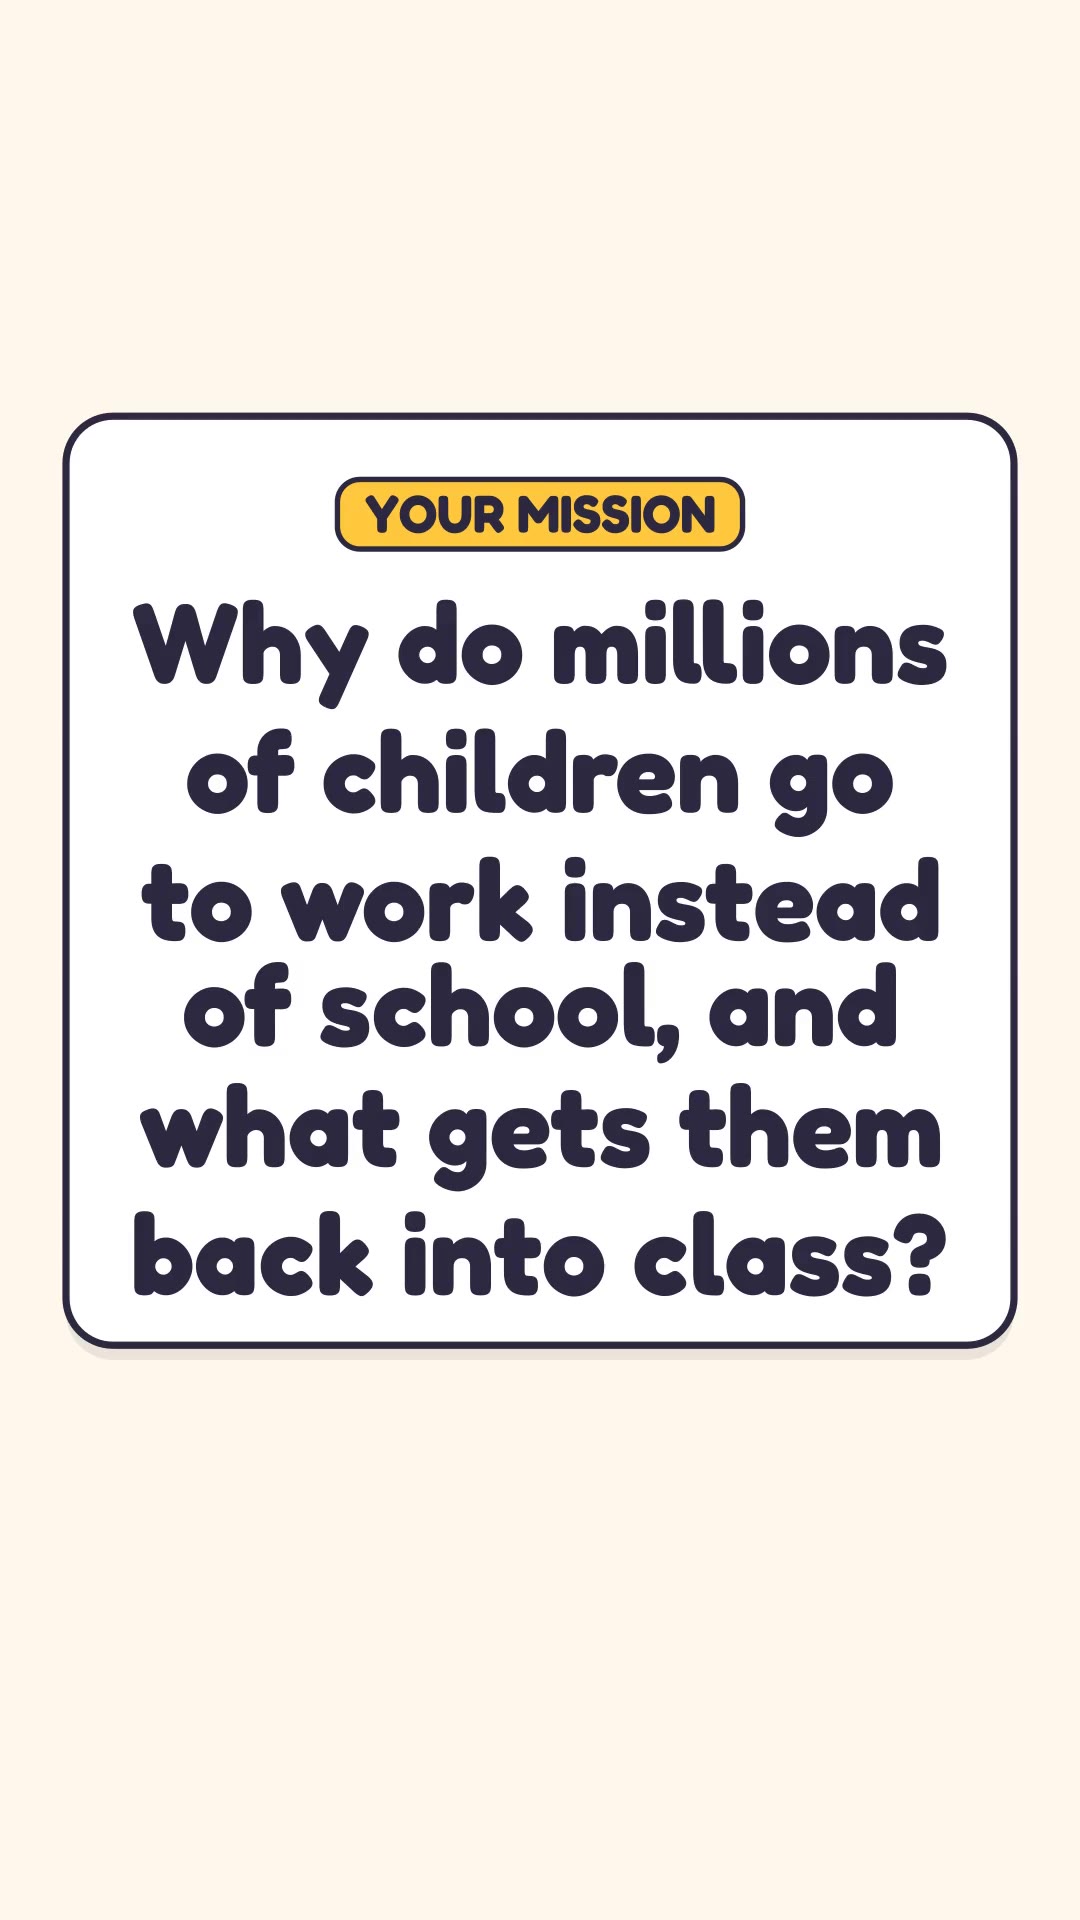 YOUR MISSION
Why do millions
of children go
to work instead
of school, and
what gets them
back into class?